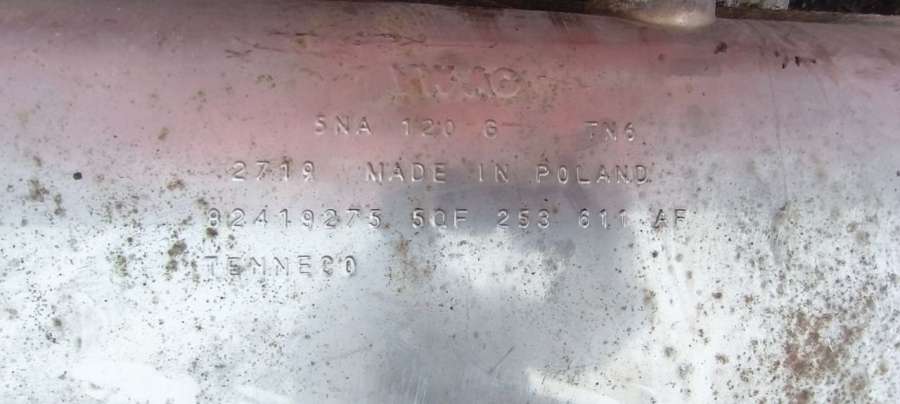 5NA 120 G TN6
2719 MADE IN POLAND
82419275 5QF 253 611 AF
TENNECO